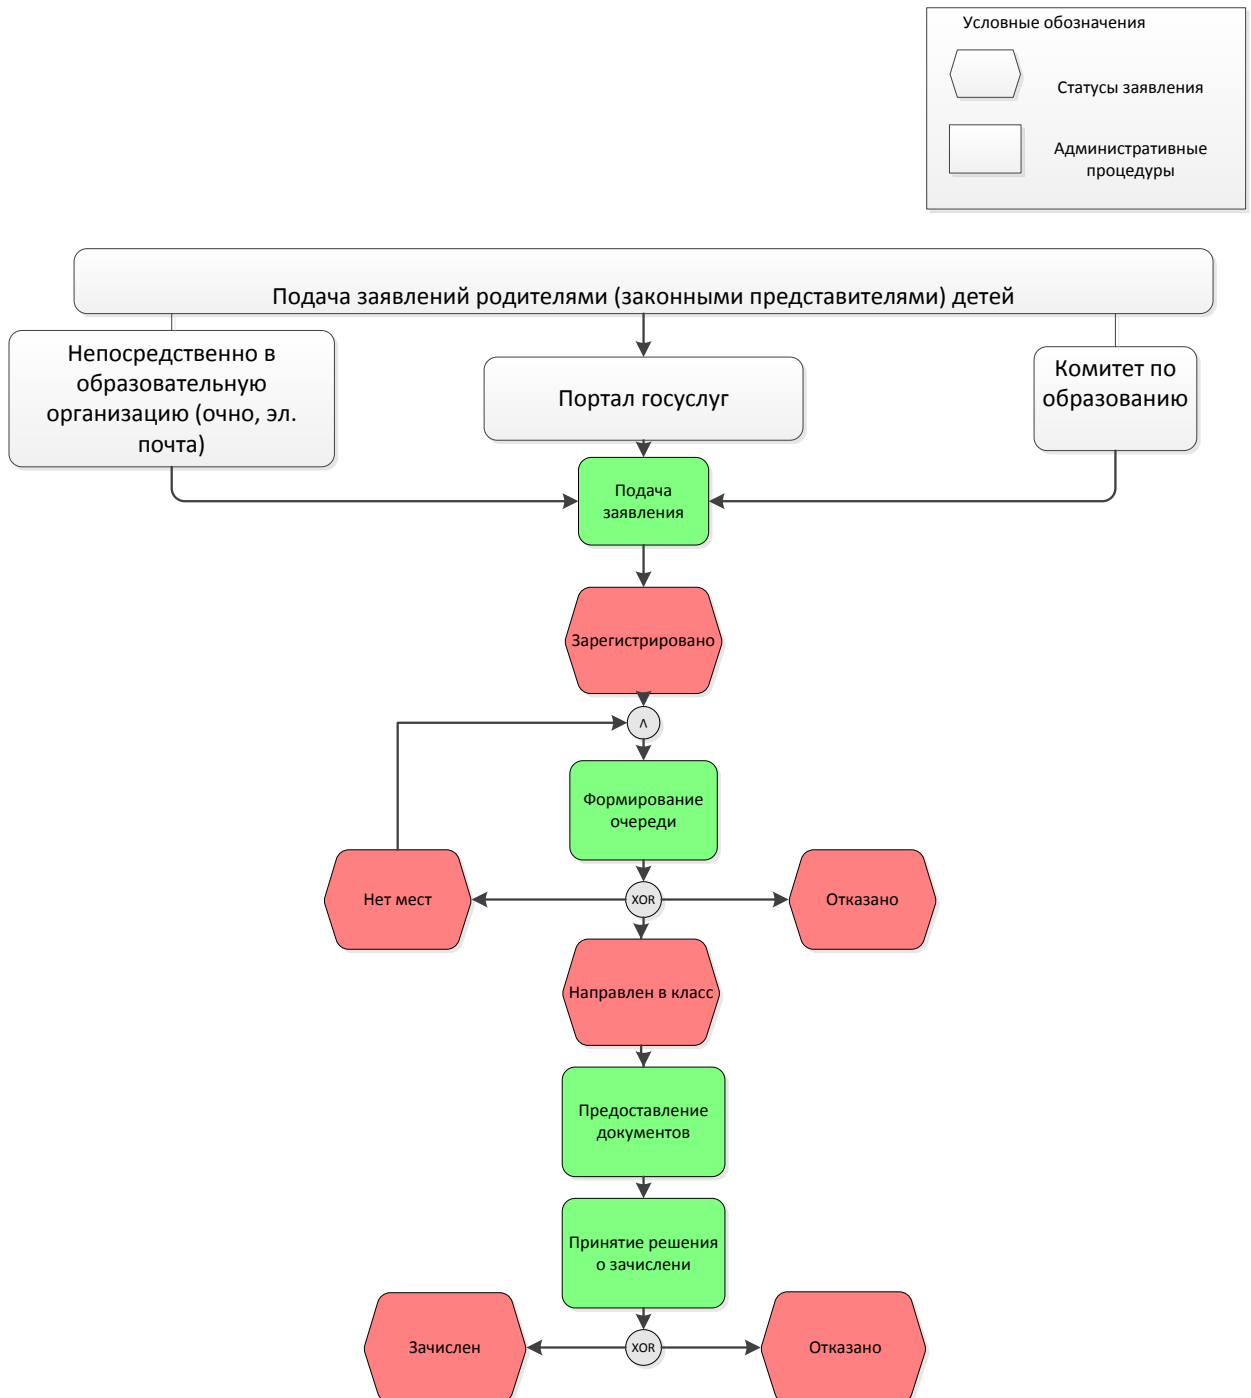 Условные обозначения
Статусы заявления
Административные
процедуры
Подача заявлений родителями (законными представителями) детей
Непосредственно в
образовательную
организацию (очно, эл.
почта)
Портал госуслуг
Комитет по
образованию
Подача
заявления
Зарегистрировано
Λ
Формирование
очереди
Нет мест
XOR
Отказано
Направлен в класс
Предоставление
документов
Принятие решения
о зачислени
Зачислен
XOR
Отказано